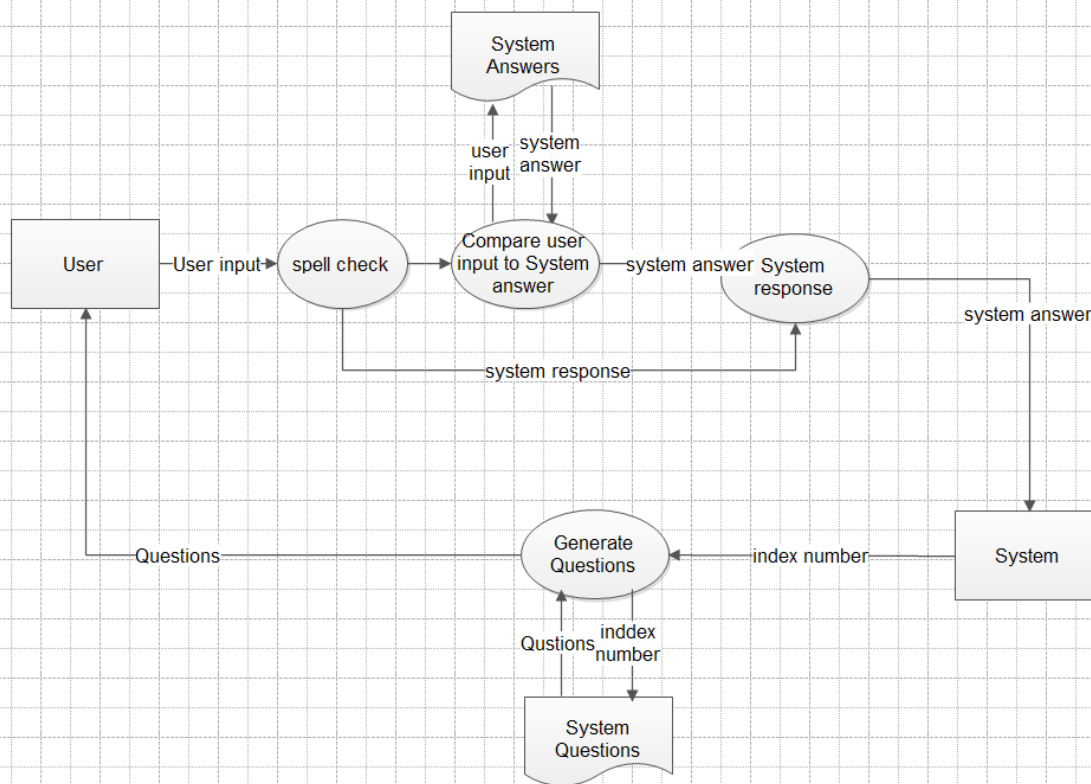 System
Answers
user
input
system
answer
User
User input
spell check
Compare user
input to System
answer
system answer
System
response
system answer
system response
Generate
Questions
Questions
index number
System
Qustions
inddex
number
System
Questions